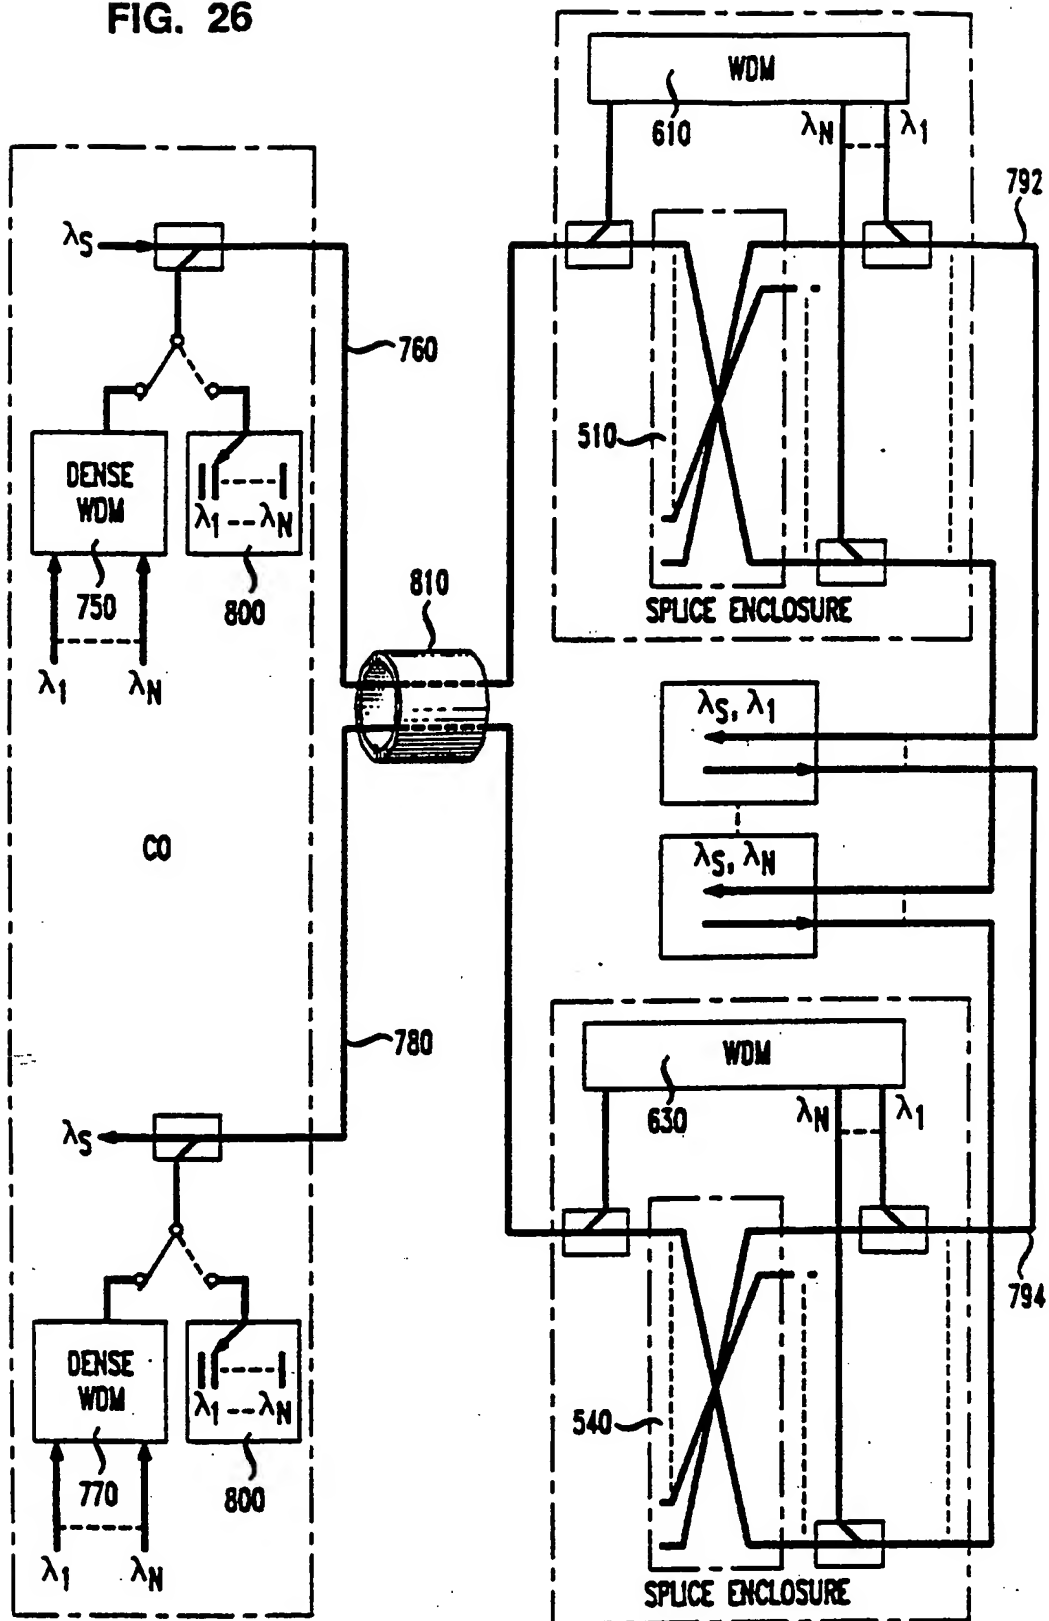 FIG. 26
WDM
610
λN
λ1
792
λS
760
510
DENSE
WDM
λ1 -- λN
750
800
λ1
λN
810
SPLICE ENCLOSURE
λS, λ1
CO
λS, λN
780
WDM
630
λN
λ1
λS
794
540
DENSE
WDM
λ1 -- λN
770
800
λ1
λN
SPLICE ENCLOSURE